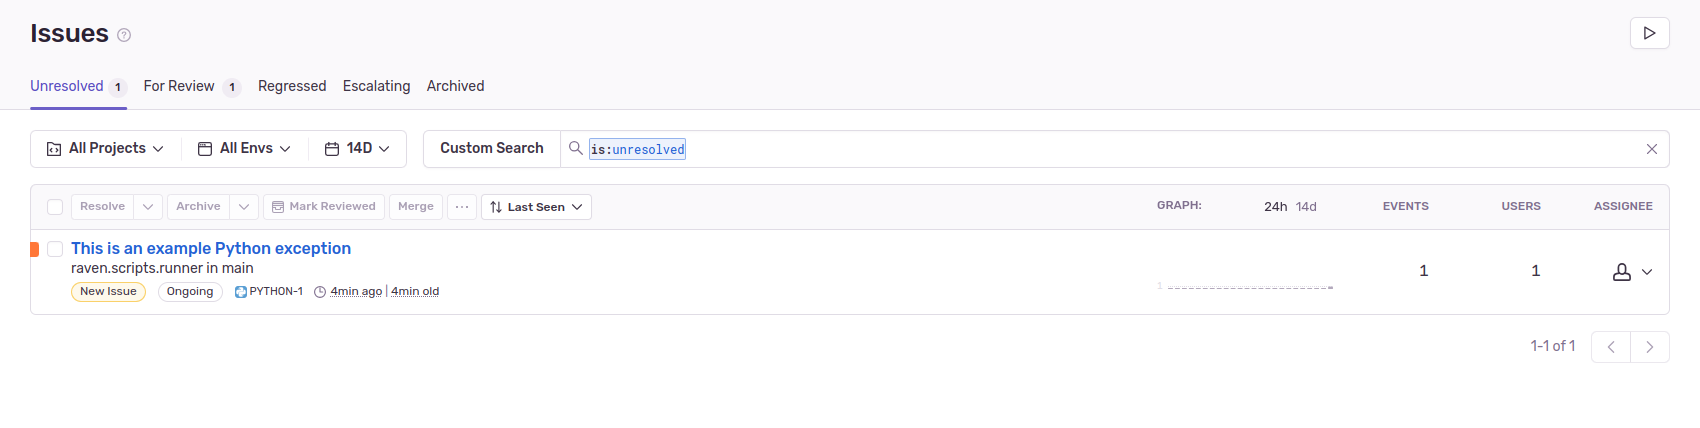 Issues ?
Unresolved 1 For Review 1 Regressed Escalating Archived
All Projects All Envs 14D Custom Search is:unresolved
Resolve Archive Mark Reviewed Merge ... Last Seen GRAPH: 24h 14d EVENTS USERS ASSIGNEE
This is an example Python exception
raven.scripts.runner in main
1 1 1
New Issue Ongoing PYTHON-1 4min ago | 4min old
1-1 of 1